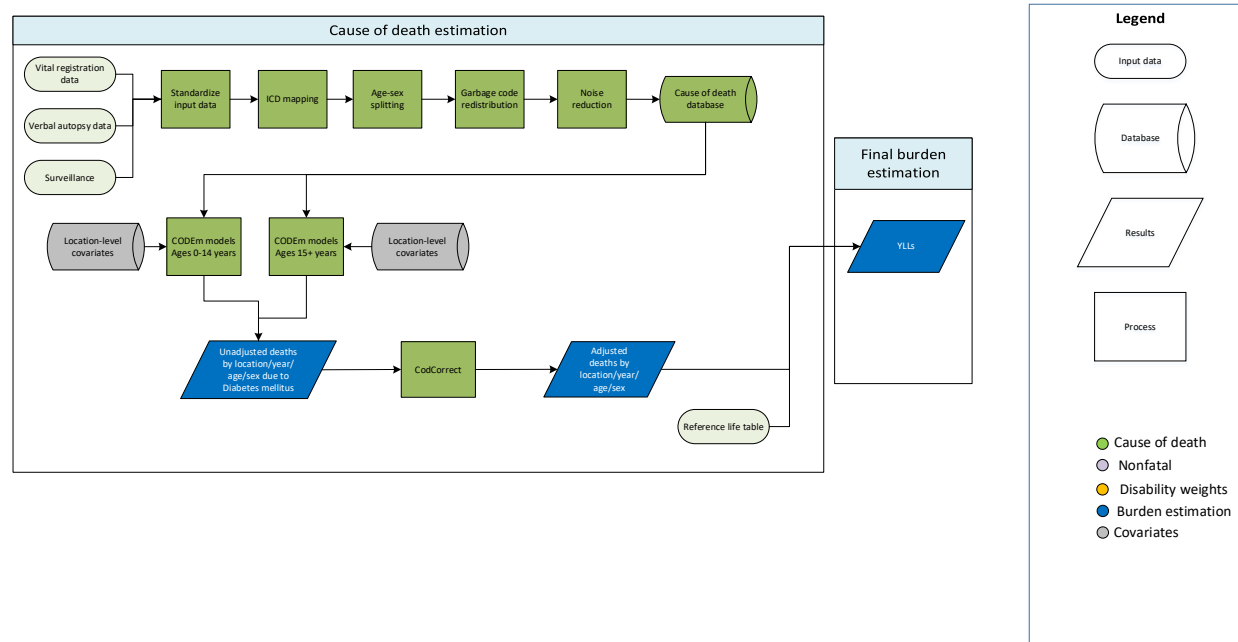 Cause of death estimation
Vital registration
data
Verbal autopsy data
Surveillance
Standardize
input data
ICD mapping
Age-sex
splitting
Garbage code
redistribution
Noise
reduction
Cause of death
database
Location-level
covariates
CODEm models
Ages 0-14 years
CODEm models
Ages 15+ years
Location-level
covariates
Unadjusted deaths
by location/year/
age/sex due to
Diabetes mellitus
CodCorrect
Adjusted
deaths by
location/year/
age/sex
Reference life table
Final burden
estimation
YLLs
Legend
Input data
Database
Results
Process
Cause of death
Nonfatal
Disability weights
Burden estimation
Covariates